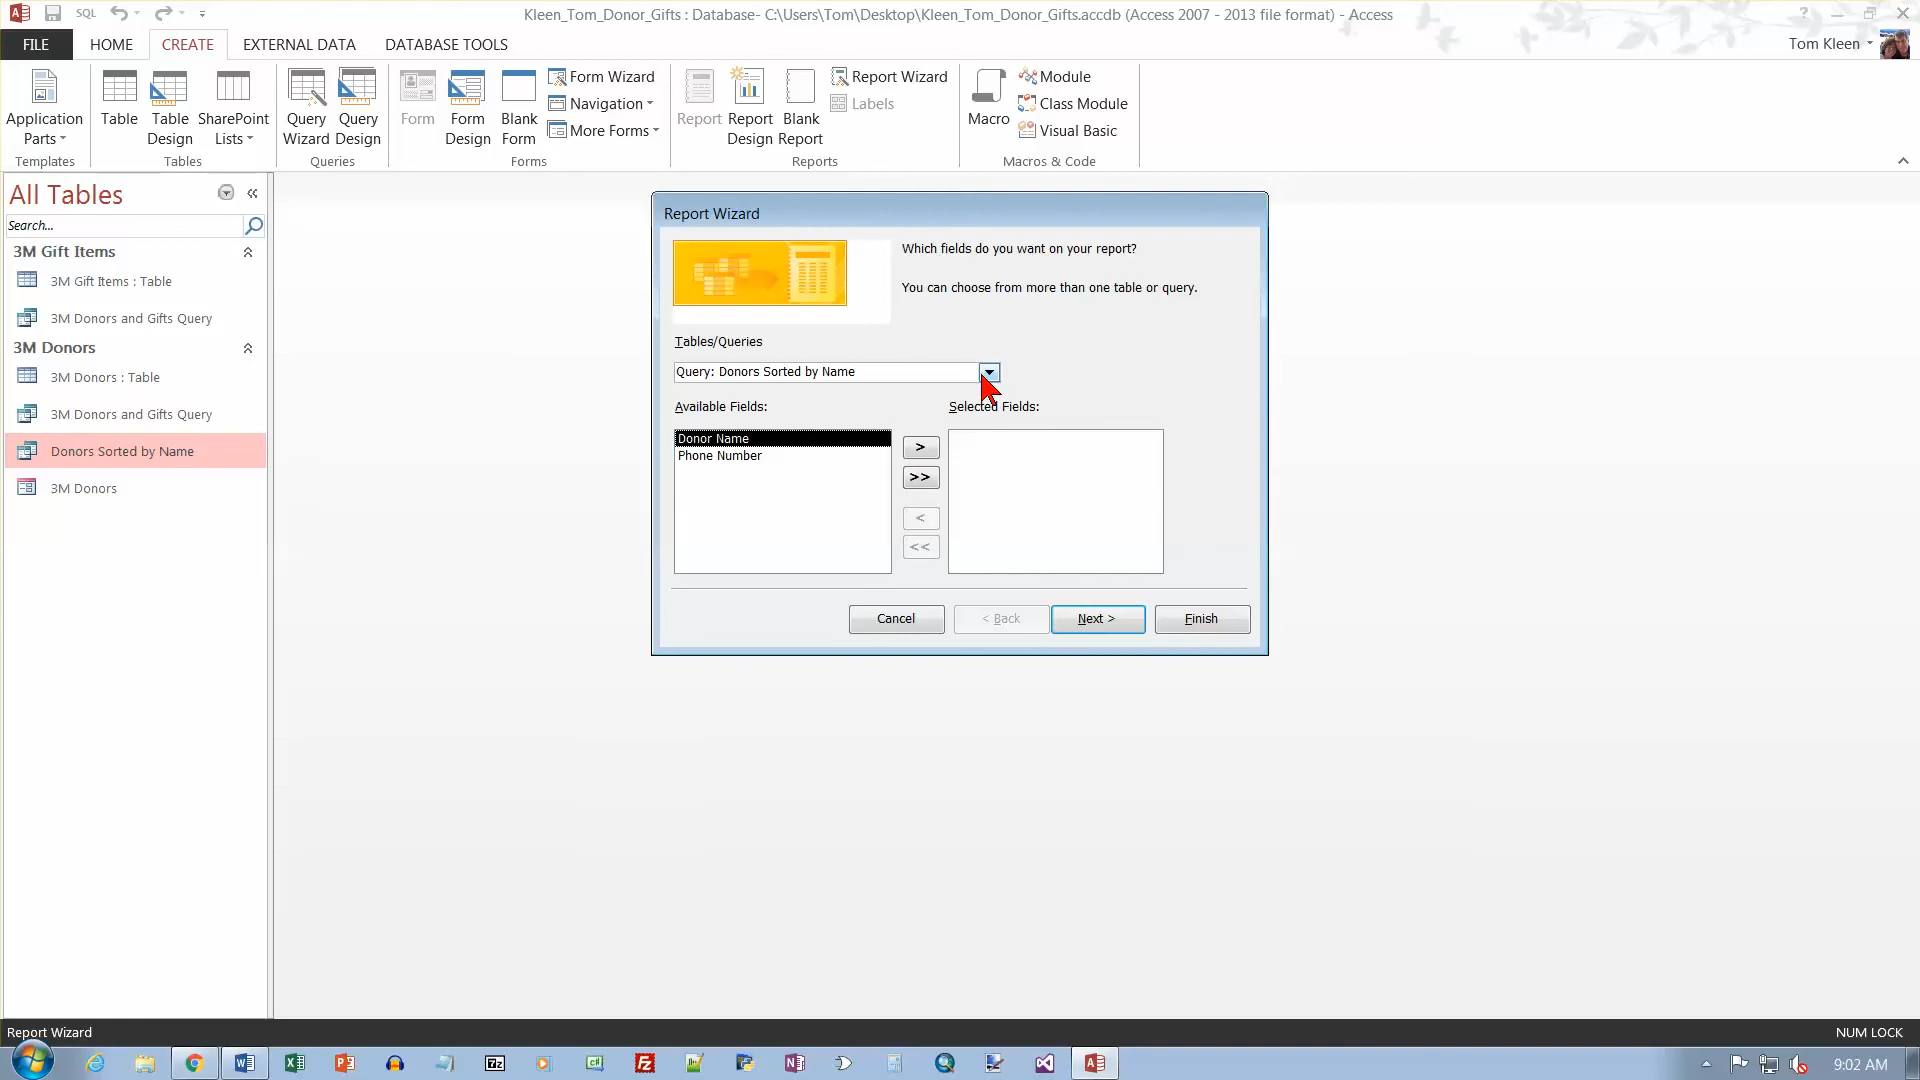 SQL
Kleen_Tom_Donor_Gifts : Database- C:\Users\Tom\Desktop\Kleen_Tom_Donor_Gifts.accdb (Access 2007 - 2013 file format) - Access
?
FILE
HOME
CREATE
EXTERNAL DATA
DATABASE TOOLS
Tom Kleen
Application Parts
Table
Table Design
SharePoint Lists
Query Wizard
Query Design
Form
Form Design
Blank Form
Form Wizard
Navigation
More Forms
Report
Report Design
Blank Report
Report Wizard
Labels
Macro
Module
Class Module
Visual Basic
Templates
Tables
Queries
Forms
Reports
Macros & Code
All Tables
Search...
3M Gift Items
3M Gift Items : Table
3M Donors and Gifts Query
3M Donors
3M Donors : Table
3M Donors and Gifts Query
Donors Sorted by Name
3M Donors
Report Wizard
Which fields do you want on your report?
You can choose from more than one table or query.
Tables/Queries
Query: Donors Sorted by Name
Available Fields:
Selected Fields:
Donor Name
Phone Number
>
>>
<
<<
Cancel
< Back
Next >
Finish
Report Wizard
NUM LOCK
9:02 AM